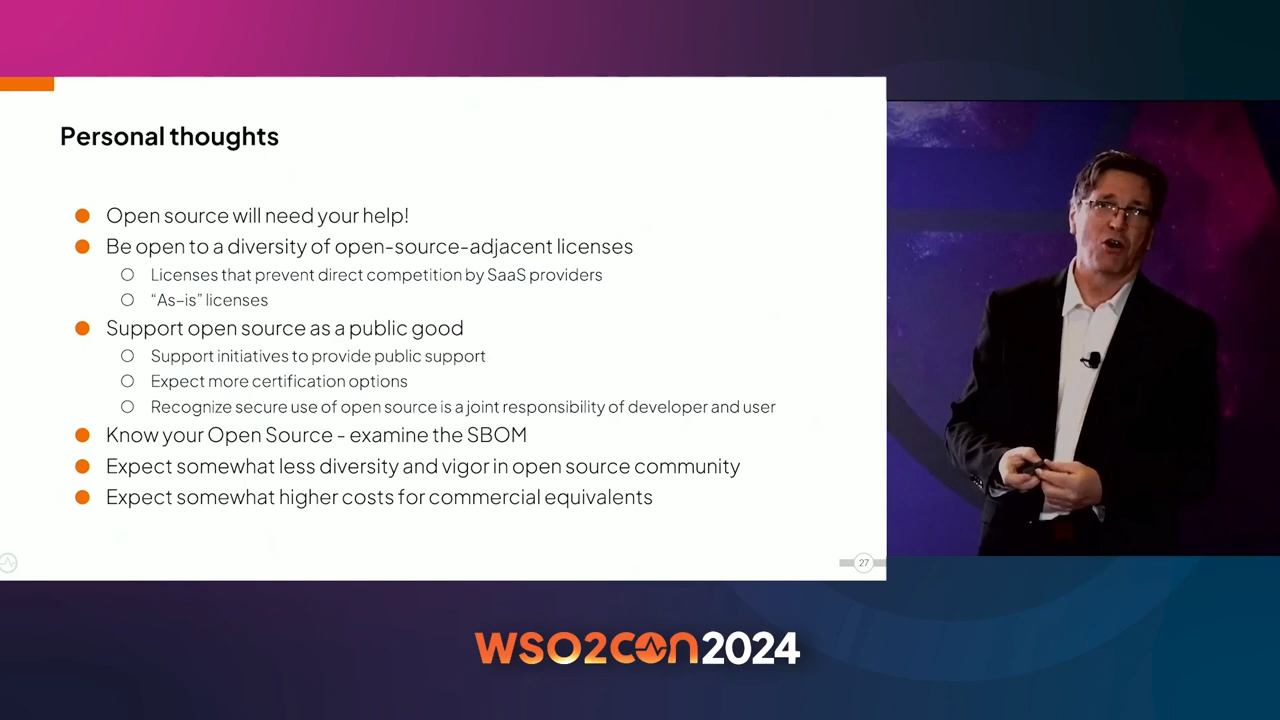 Personal thoughts
Open source will need your help!
Be open to a diversity of open-source-adjacent licenses
Licenses that prevent direct competition by SaaS providers
“As-is” licenses
Support open source as a public good
Support initiatives to provide public support
Expect more certification options
Recognize secure use of open source is a joint responsibility of developer and user
Know your Open Source - examine the SBOM
Expect somewhat less diversity and vigor in open source community
Expect somewhat higher costs for commercial equivalents
27
WSO2CON2024